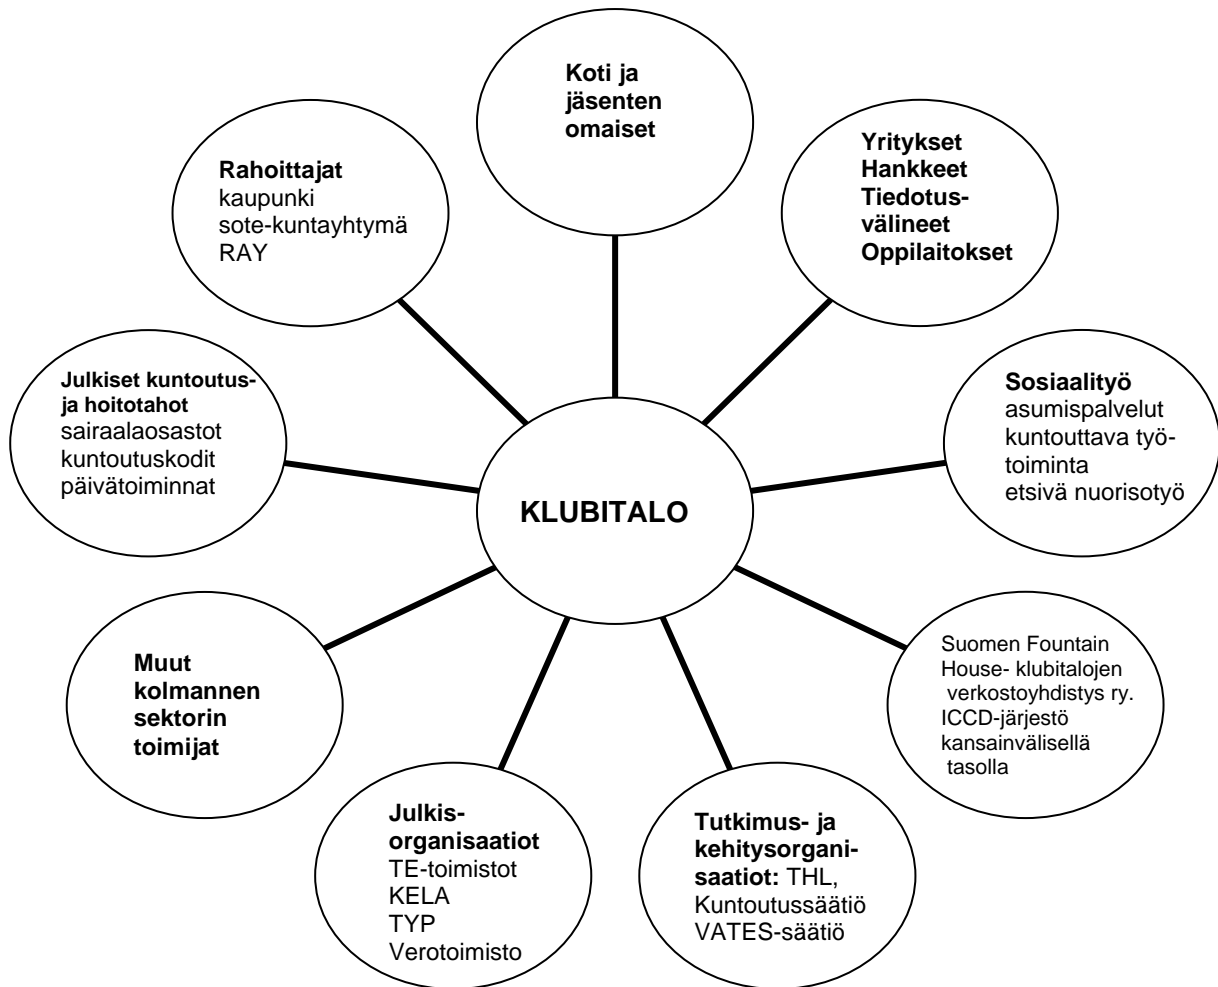 Koti ja
jäsenten
omaiset
Rahoittajat
kaupunki
sote-kuntayhtymä
RAY
Yritykset
Hankkeet
Tiedotus-
välineet
Oppilaitokset
Julkiset kuntoutus-
ja hoitotahot
sairaalaosastot
kuntoutuskodit
päivätoiminnat
Sosiaalityö
asumispalvelut
kuntouttava työ-
toiminta
etsivä nuorisotyö
KLUBITALO
Muut
kolmannen
sektorin
toimijat
Suomen Fountain
House- klubitalojen
verkostoyhdistys ry.
ICCD-järjestö
kansainvälisellä
tasolla
Julkis-
organisaatiot
TE-toimistot
KELA
TYP
Verotoimisto
Tutkimus- ja
kehitysorgani-
saatiot: THL,
Kuntoutussäätiö
VATES-säätiö